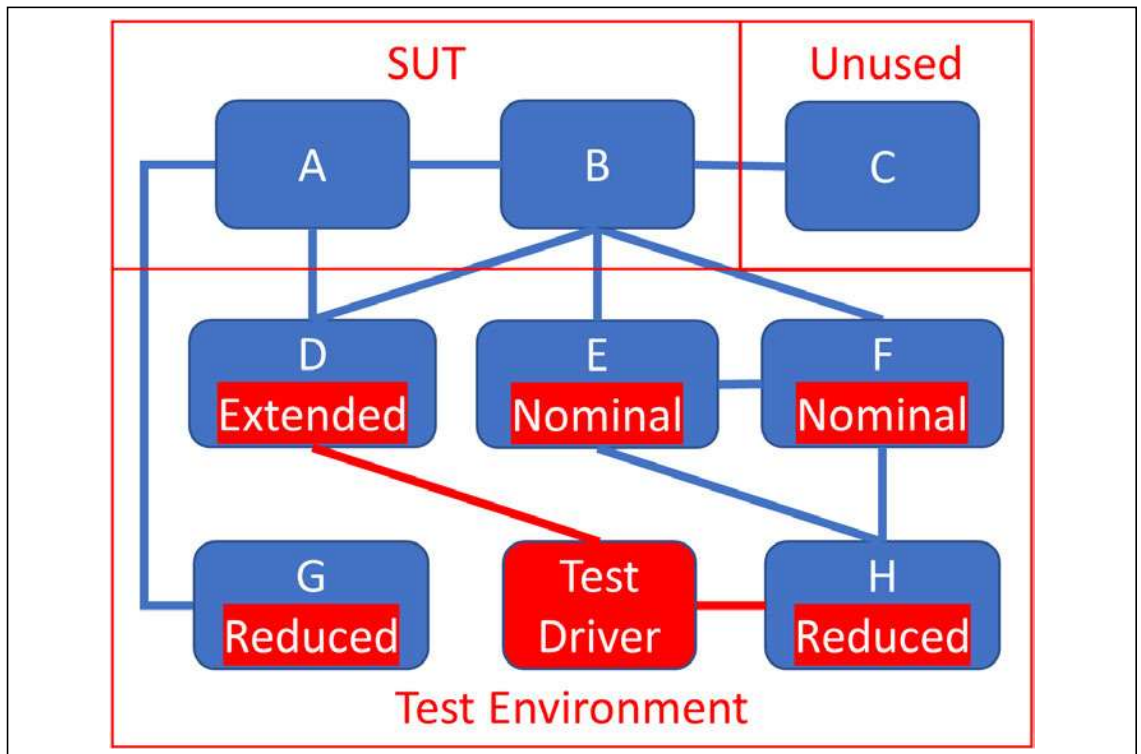 SUT
Unused
A
B
C
D
Extended
E
Nominal
F
Nominal
G
Reduced
Test
Driver
H
Reduced
Test Environment